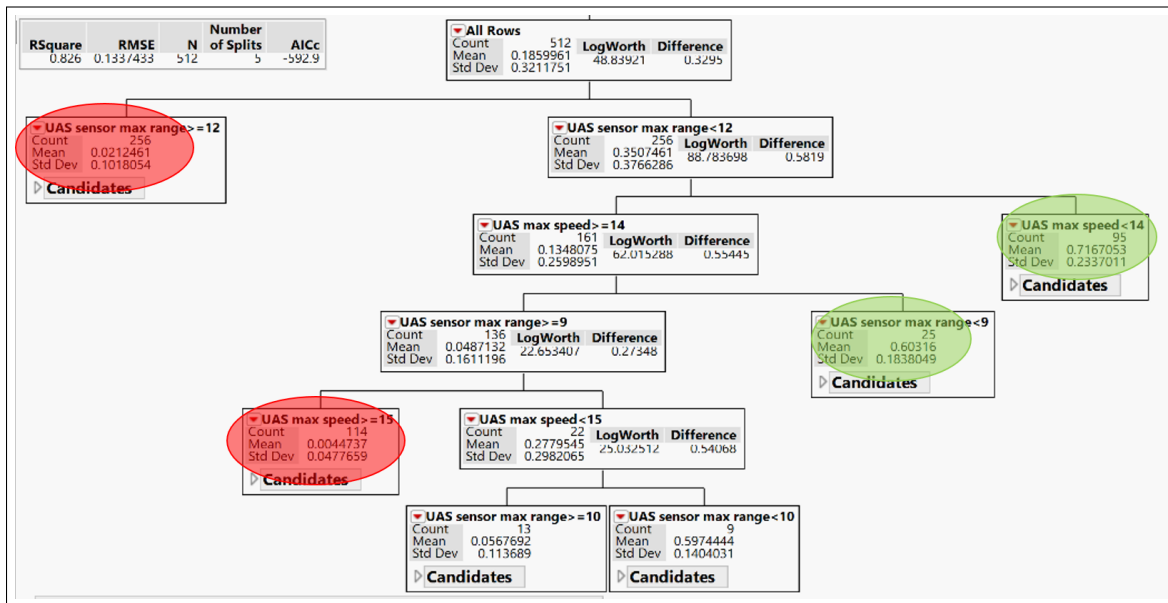 RSquare RMSE N Number of Splits AICc
0.826 0.1337433 512 5 -592.9
All Rows
Count 512 LogWorth Difference
Mean 0.1859961 48.83921 0.3295
Std Dev 0.3211751
UAS sensor max range>=12
Count 256
Mean 0.0212461
Std Dev 0.1018054
Candidates
UAS sensor max range<12
Count 256 LogWorth Difference
Mean 0.3507461 88.783698 0.5819
Std Dev 0.3766286
UAS max speed>=14
Count 161 LogWorth Difference
Mean 0.1348075 62.015288 0.55445
Std Dev 0.2598951
UAS max speed<14
Count 95
Mean 0.7167053
Std Dev 0.2337011
Candidates
UAS sensor max range>=9
Count 136 LogWorth Difference
Mean 0.0487132 22.653407 0.27348
Std Dev 0.1611196
UAS sensor max range<9
Count 25
Mean 0.60316
Std Dev 0.1838049
Candidates
UAS max speed>=15
Count 114
Mean 0.0044737
Std Dev 0.0477659
Candidates
UAS max speed<15
Count 22 LogWorth Difference
Mean 0.2779545 25.032512 0.54068
Std Dev 0.2982065
UAS sensor max range>=10
Count 13
Mean 0.0567692
Std Dev 0.113689
Candidates
UAS sensor max range<10
Count 9
Mean 0.5974444
Std Dev 0.1404031
Candidates